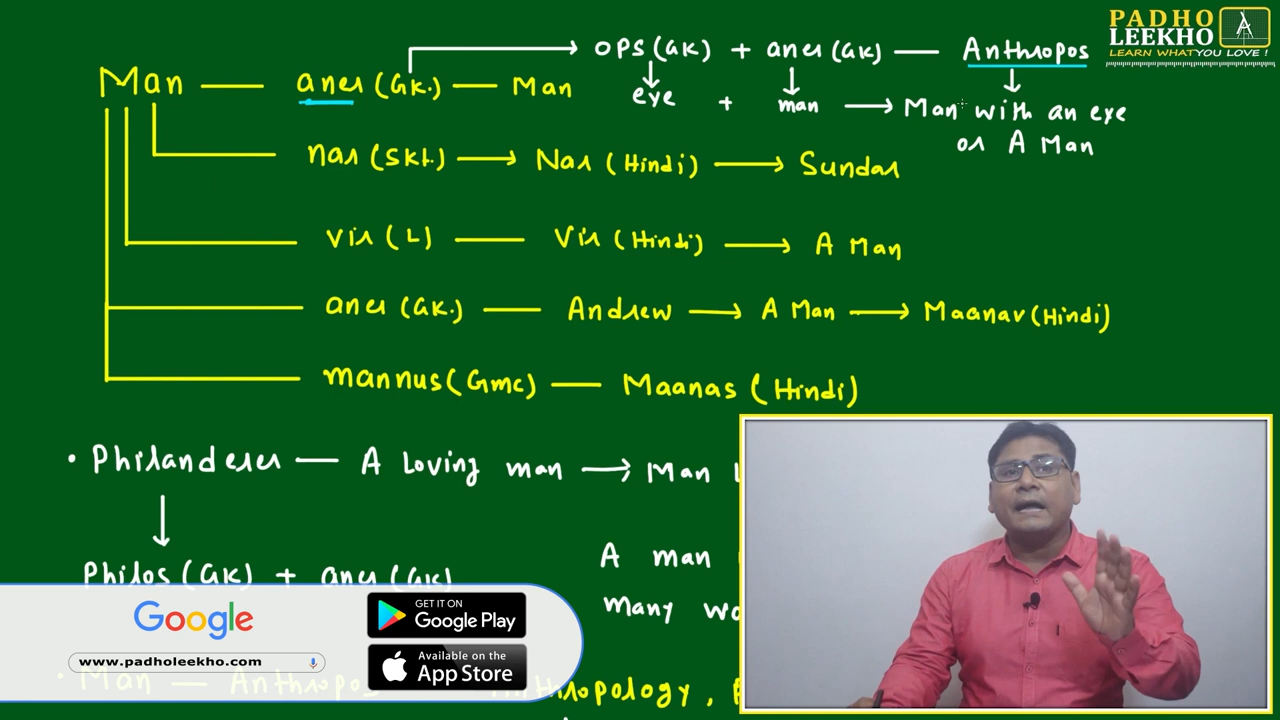 OPS (GK) + aner (GK) — Anthropos
PADHO
LEEKHO
LEARN WHAT YOU LOVE !
Man — aner (Gk.) — Man
eye + man → Man with an eye
or A Man
nar (Skt.) → Nar (Hindi) → Sundar
Vir (L) — Vir (Hindi) → A Man
aner (GK.) — Andrew → A Man → Maanav (Hindi)
mannus (Gmc) — Maanas (Hindi)
• Philanderer — A Loving man → Man
Philos (GK) + aner (GK)
A man
many
Google
GET IT ON
Google Play
www.padholeekho.com
Available on the
App Store
• Man — Anthropos